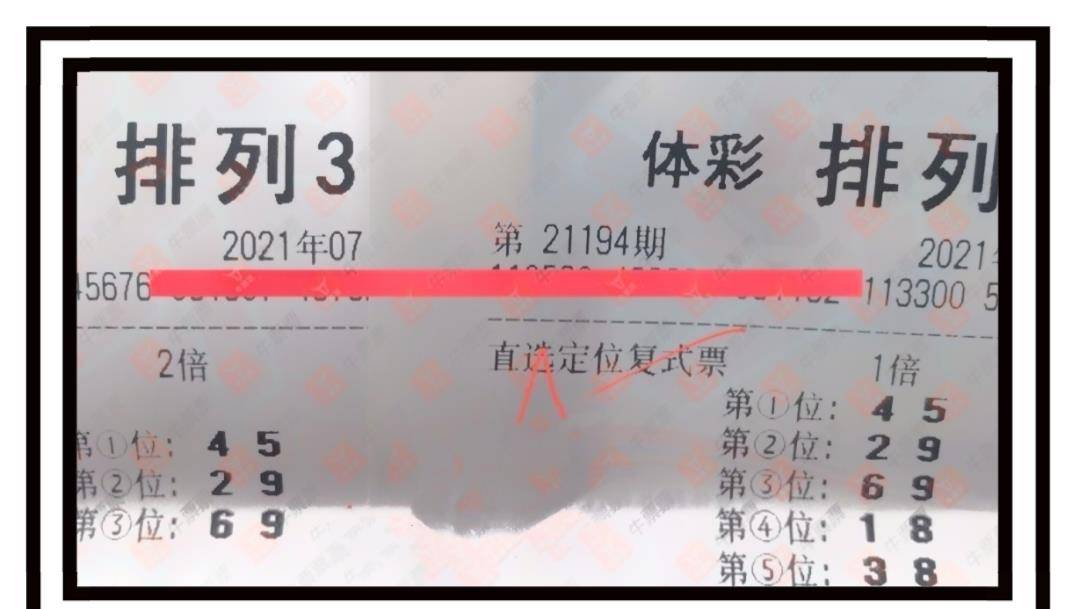 排列3
2021年07
45676
2倍
第①位: 4 5
第②位: 2 9
第③位: 6 9
体彩 排列
第 21194期 2021
113300 5
直选定位复式票 1倍
第①位: 4 5
第②位: 2 9
第③位: 6 9
第④位: 1 8
第⑤位: 3 8